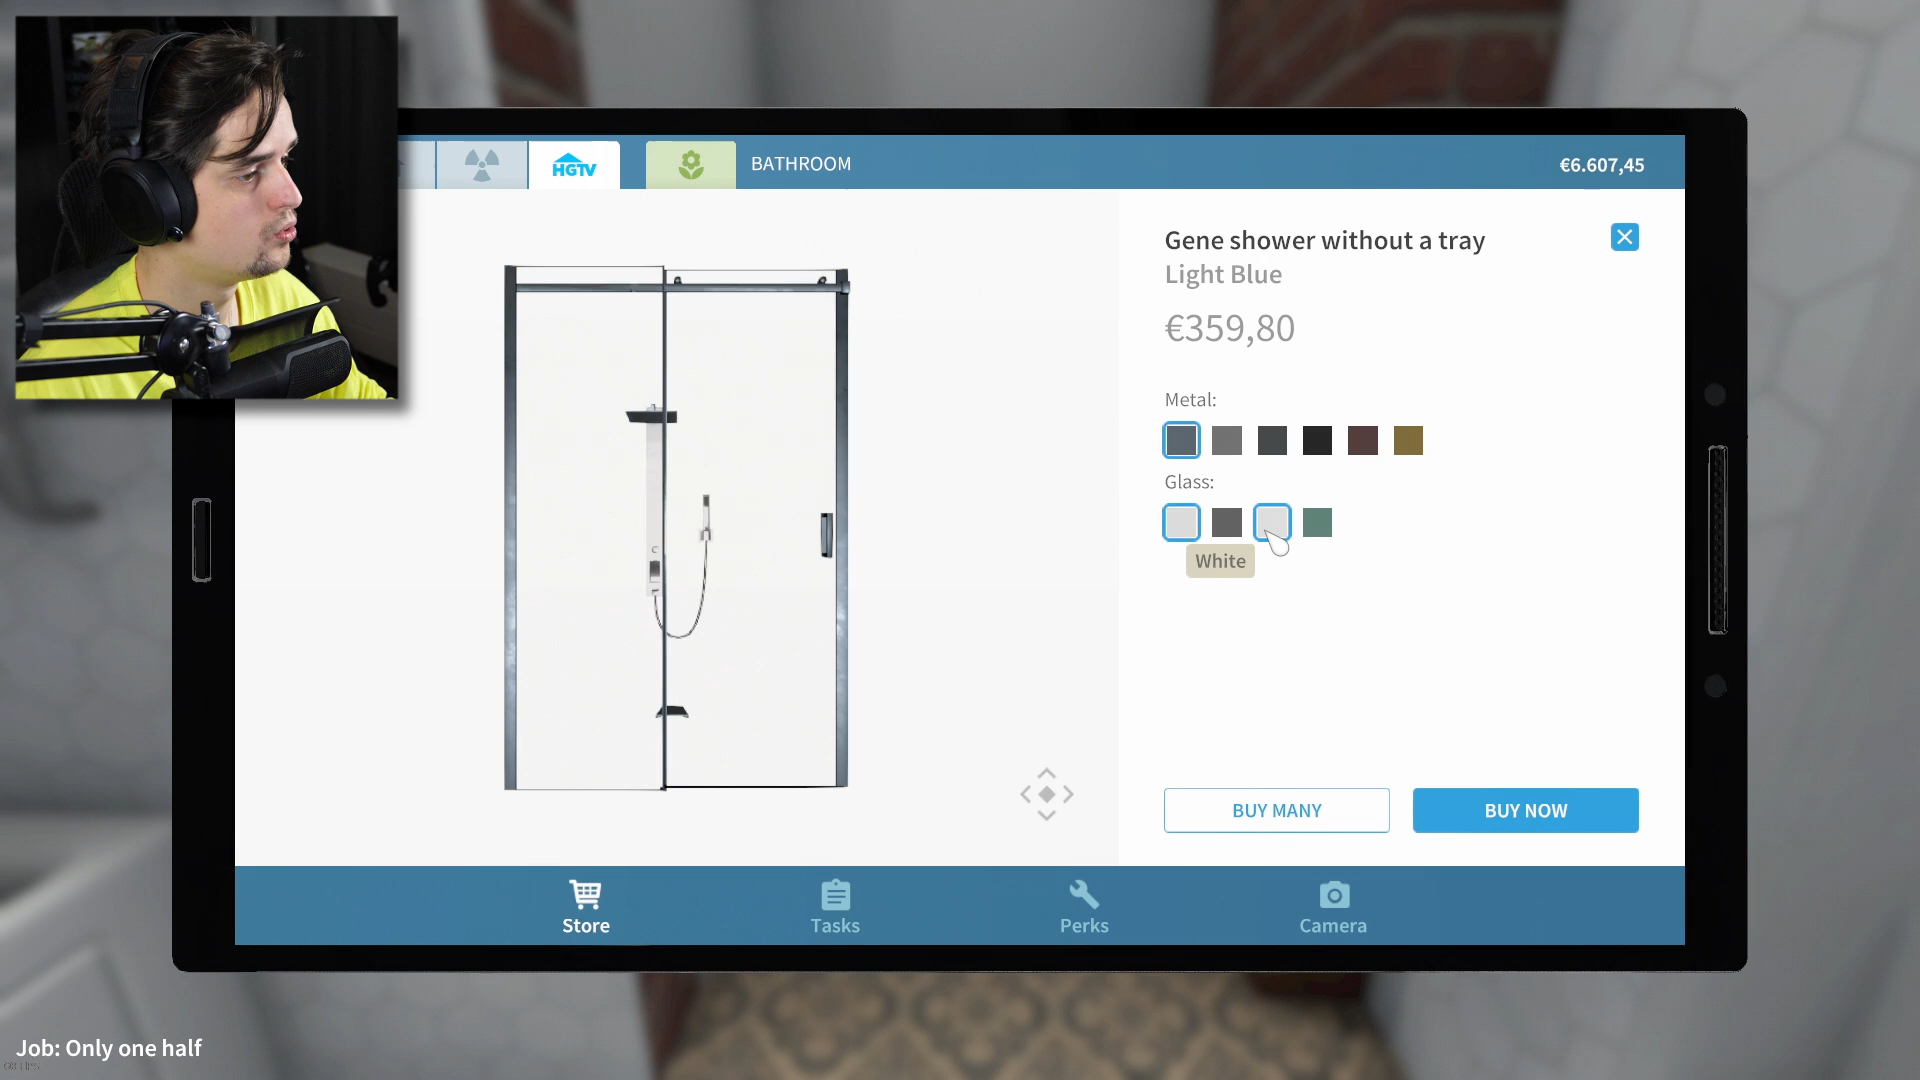 HGTV
BATHROOM
€6.607,45
Gene shower without a tray
Light Blue
€359,80
Metal:
Glass:
White
BUY MANY
BUY NOW
Store
Tasks
Perks
Camera
Job: Only one half